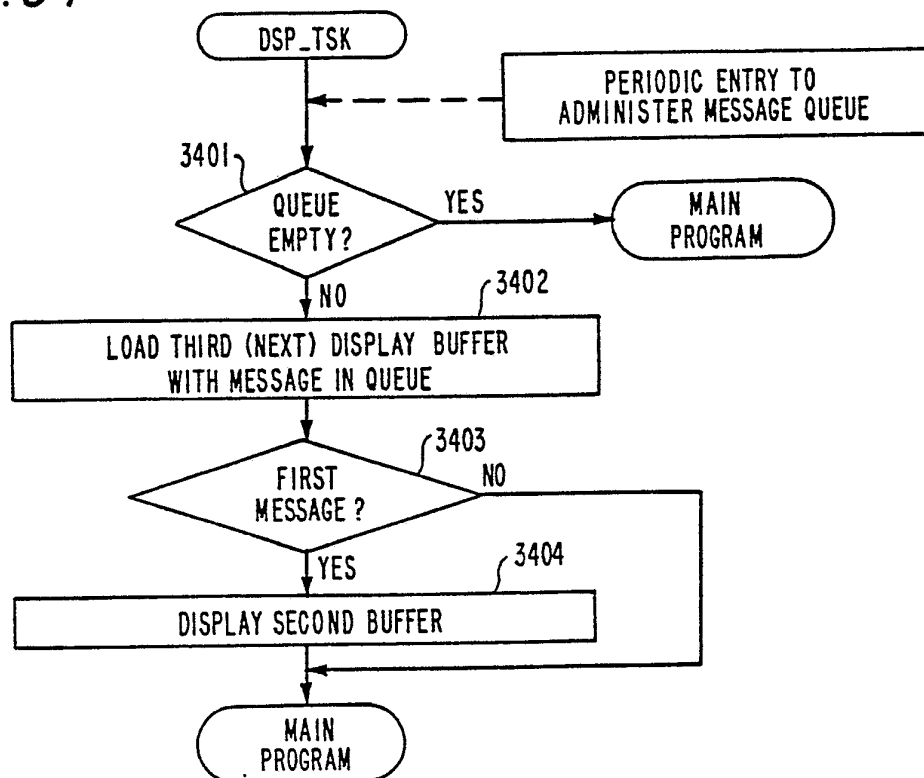 DSP_TSK
PERIODIC ENTRY TO
ADMINISTER MESSAGE QUEUE
3401
QUEUE
EMPTY?
YES
MAIN
PROGRAM
NO
3402
LOAD THIRD (NEXT) DISPLAY BUFFER
WITH MESSAGE IN QUEUE
3403
FIRST
MESSAGE?
NO
YES
3404
DISPLAY SECOND BUFFER
MAIN
PROGRAM